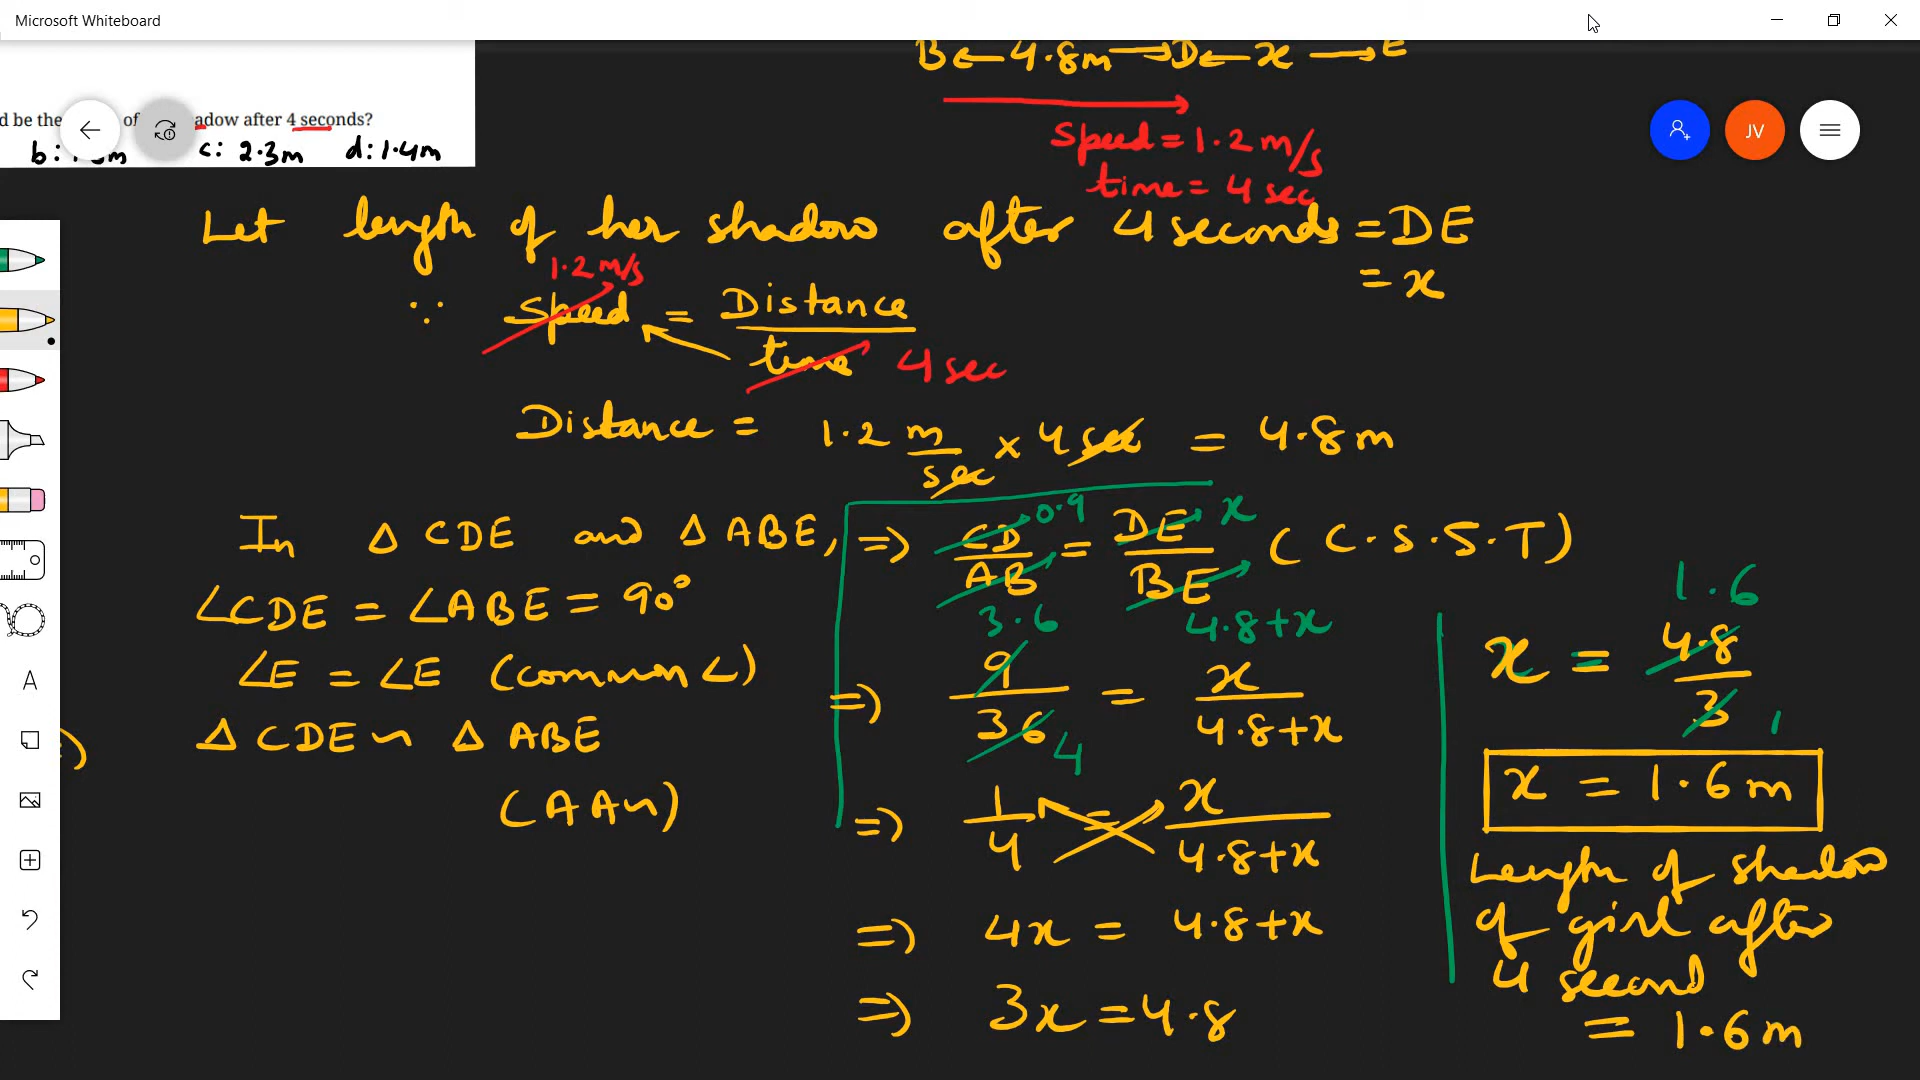 Microsoft Whiteboard
B ← 4.8m → D ← x → E
Speed = 1.2 m/s
time = 4 sec
d be the of adow after 4 seconds?
b: m c: 2.3m d: 1.4m
JV
Let length of her shadow after 4 seconds = DE
= x
1.2 m/s
∵ Speed = Distance / time
4 sec
Distance = 1.2 m/sec × 4 sec = 4.8 m
In Δ CDE and Δ ABE,
∠CDE = ∠ABE = 90°
∠E = ∠E (common ∠)
Δ CDE ~ Δ ABE
(AA~)
)
⇒ CD/AB = DE/BE (C.S.S.T)
0.9 x
3.6 4.8+x
⇒ 9/36 = x/4.8+x
4
⇒ 1/4 = x/4.8+x
⇒ 4x = 4.8+x
⇒ 3x = 4.8
1.6
x = 4.8/3
1
x = 1.6 m
Length of shadow
of girl after
4 second
= 1.6 m
A